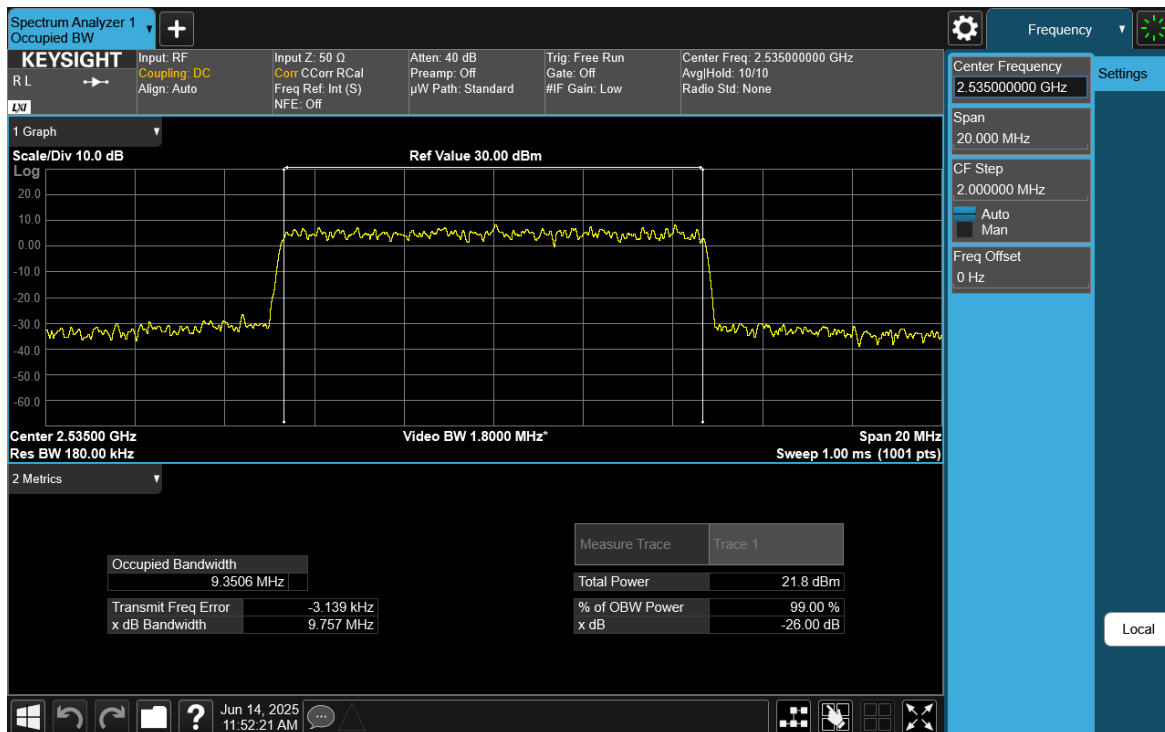 Spectrum Analyzer 1
Occupied BW
Frequency
KEYSIGHT
R L
LXI
Input: RF
Coupling: DC
Align: Auto
Input Z: 50 Ω
Corr CCorr RCal
Freq Ref: Int (S)
NFE: Off
Atten: 40 dB
Preamp: Off
µW Path: Standard
Trig: Free Run
Gate: Off
#IF Gain: Low
Center Freq: 2.535000000 GHz
Avg|Hold: 10/10
Radio Std: None
Center Frequency
2.535000000 GHz
Settings
Span
20.000 MHz
CF Step
2.000000 MHz
Auto
Man
Freq Offset
0 Hz
Local
1 Graph
Scale/Div 10.0 dB
Ref Value 30.00 dBm
Log
20.0
10.0
0.00
-10.0
-20.0
-30.0
-40.0
-50.0
-60.0
Center 2.53500 GHz
Video BW 1.8000 MHz*
Span 20 MHz
Res BW 180.00 kHz
Sweep 1.00 ms (1001 pts)
2 Metrics
Measure Trace
Trace 1
Occupied Bandwidth
9.3506 MHz
Total Power
21.8 dBm
Transmit Freq Error
-3.139 kHz
% of OBW Power
99.00 %
x dB Bandwidth
9.757 MHz
x dB
-26.00 dB
?
Jun 14, 2025
11:52:21 AM